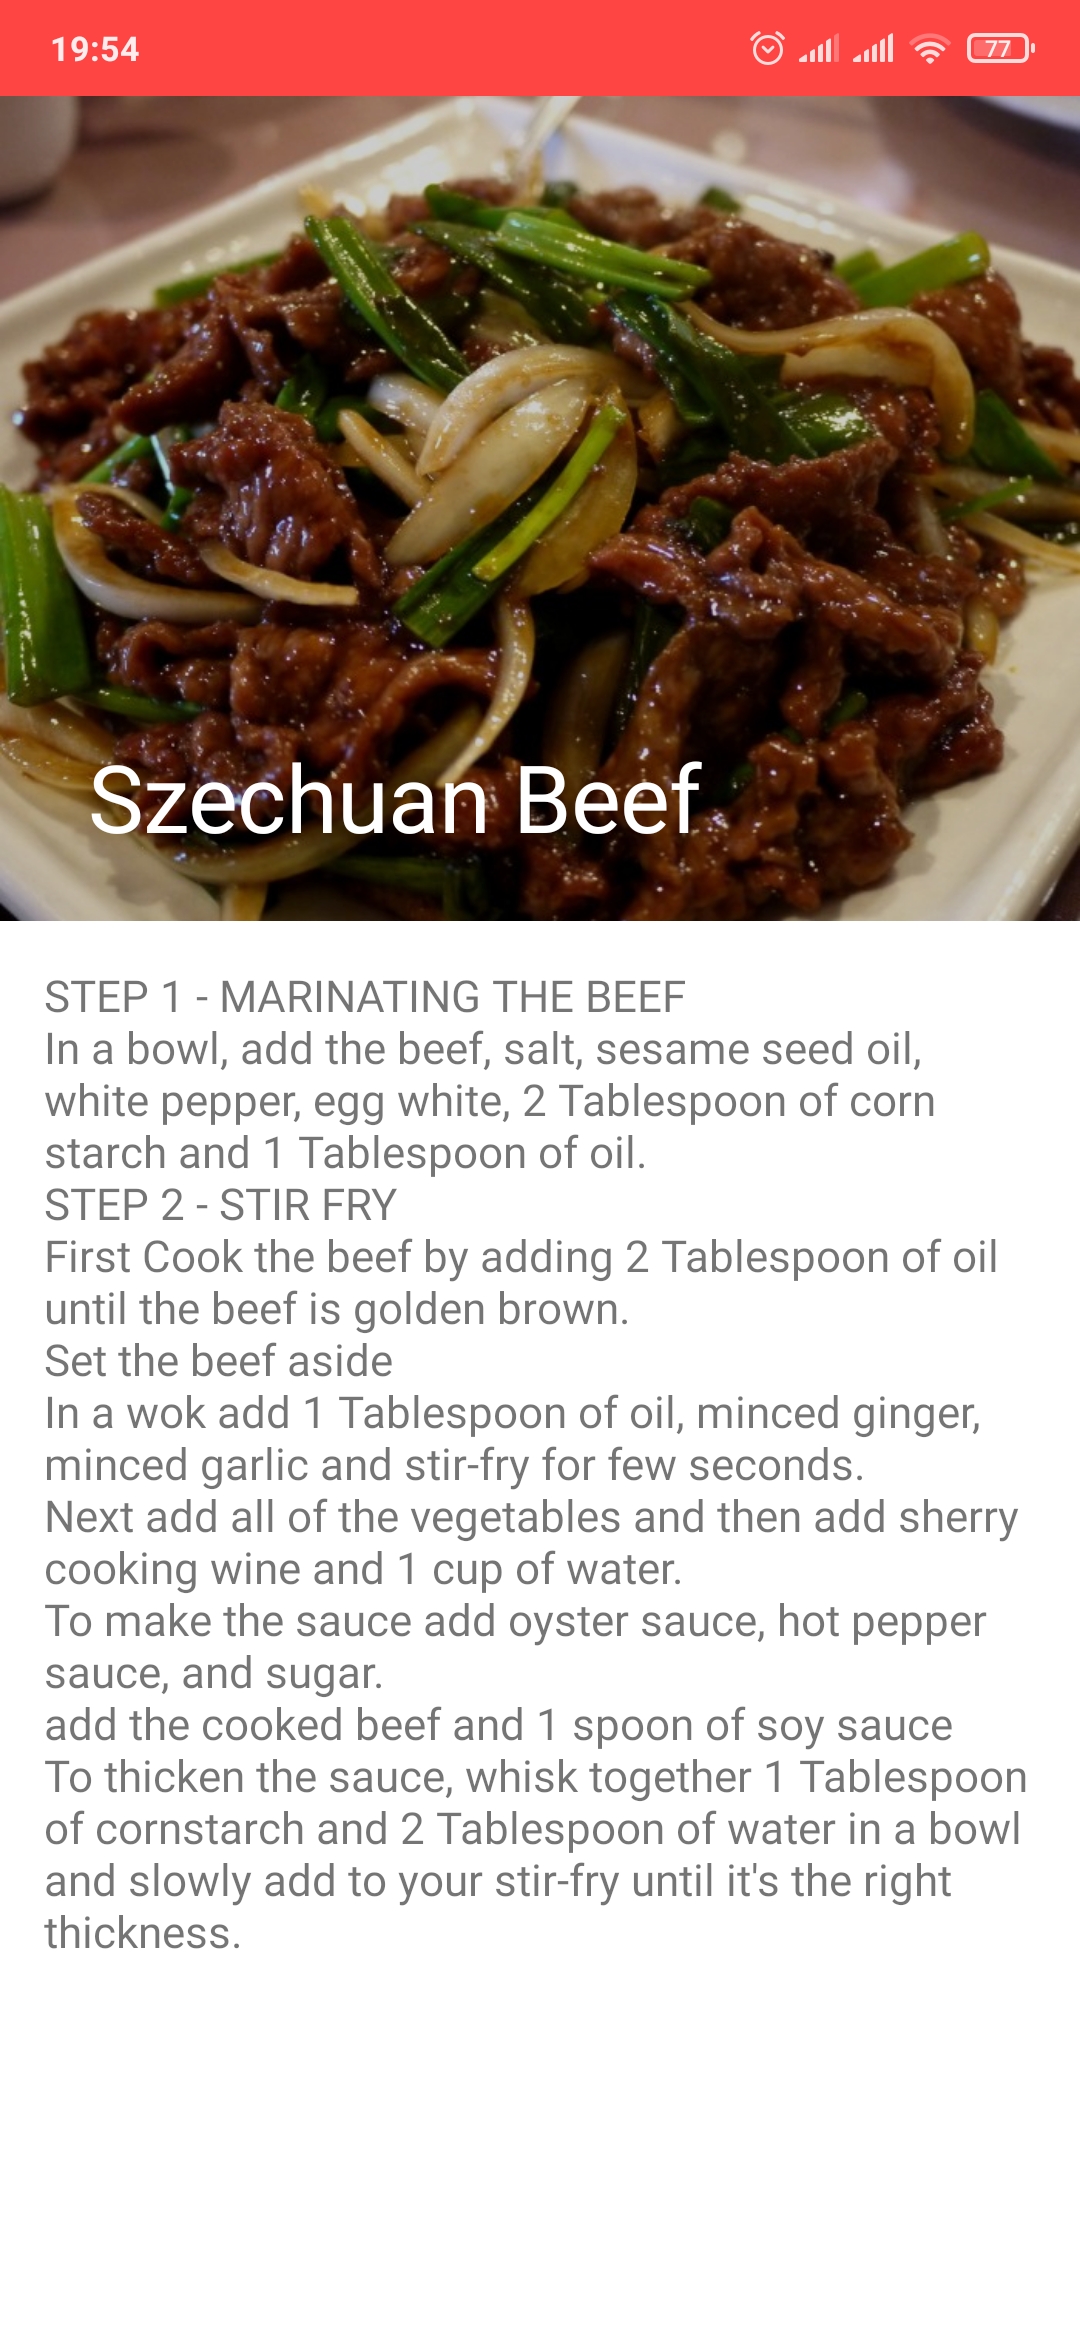 19:54
77
Szechuan Beef
STEP 1 - MARINATING THE BEEF
In a bowl, add the beef, salt, sesame seed oil,
white pepper, egg white, 2 Tablespoon of corn
starch and 1 Tablespoon of oil.
STEP 2 - STIR FRY
First Cook the beef by adding 2 Tablespoon of oil
until the beef is golden brown.
Set the beef aside
In a wok add 1 Tablespoon of oil, minced ginger,
minced garlic and stir-fry for few seconds.
Next add all of the vegetables and then add sherry
cooking wine and 1 cup of water.
To make the sauce add oyster sauce, hot pepper
sauce, and sugar.
add the cooked beef and 1 spoon of soy sauce
To thicken the sauce, whisk together 1 Tablespoon
of cornstarch and 2 Tablespoon of water in a bowl
and slowly add to your stir-fry until it's the right
thickness.